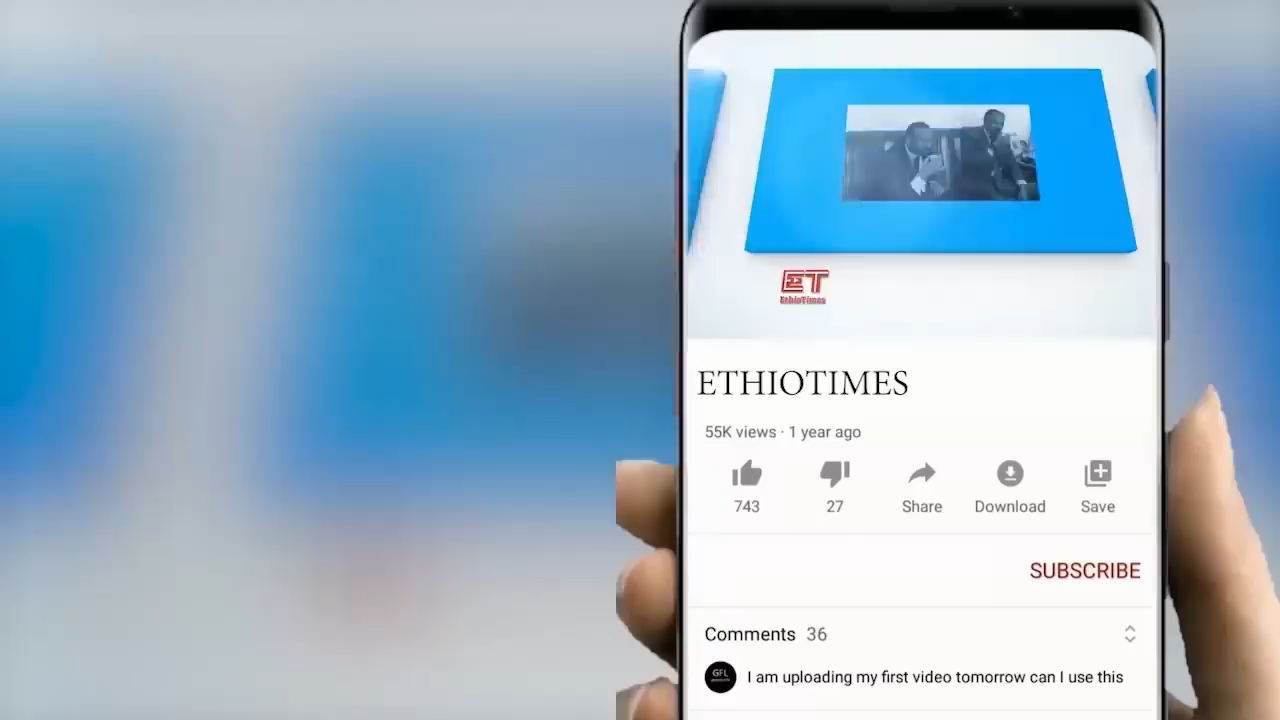 ET
EthioTimes
ETHIOTIMES
55K views · 1 year ago
743
27
Share
Download
Save
SUBSCRIBE
Comments 36
GFL
I am uploading my first video tomorrow can I use this